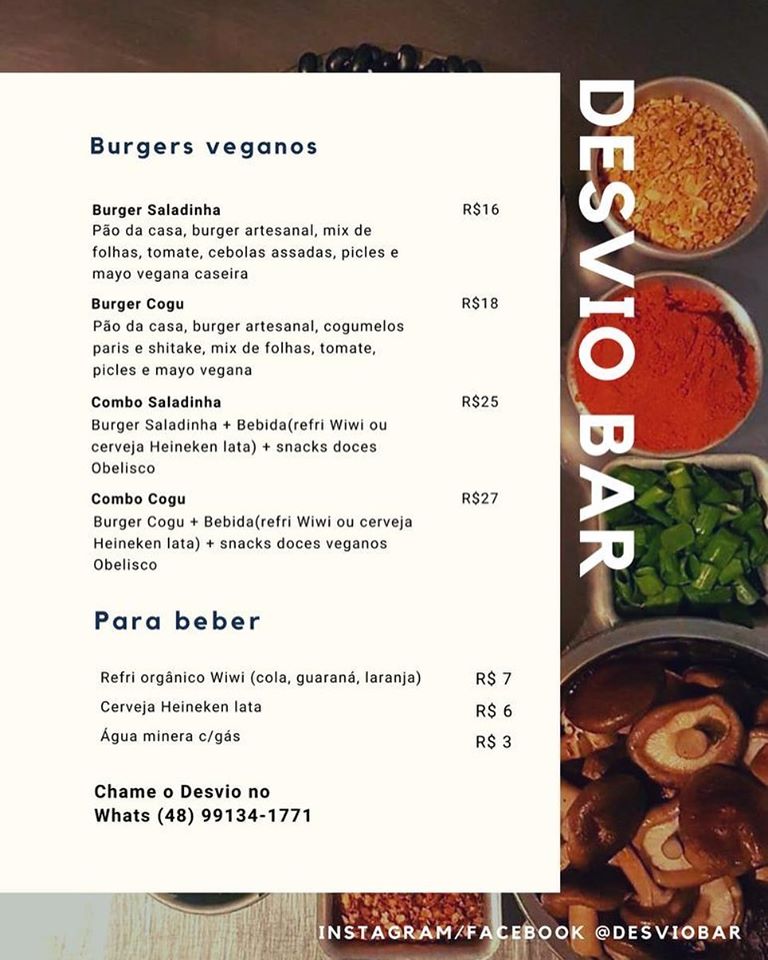 Burgers veganos
Burger Saladinha R$16
Pão da casa, burger artesanal, mix de
folhas, tomate, cebolas assadas, picles e
mayo vegana caseira
Burger Cogu R$18
Pão da casa, burger artesanal, cogumelos
paris e shitake, mix de folhas, tomate,
picles e mayo vegana
Combo Saladinha R$25
Burger Saladinha + Bebida(refri Wiwi ou
cerveja Heineken lata) + snacks doces
Obelisco
Combo Cogu R$27
Burger Cogu + Bebida(refri Wiwi ou cerveja
Heineken lata) + snacks doces veganos
Obelisco
Para beber
Refri orgânico Wiwi (cola, guaraná, laranja) R$ 7
Cerveja Heineken lata R$ 6
Água minera c/gás R$ 3
Chame o Desvio no
Whats (48) 99134-1771
DESVIO BAR
INSTAGRAM/FACEBOOK @DESVIOBAR